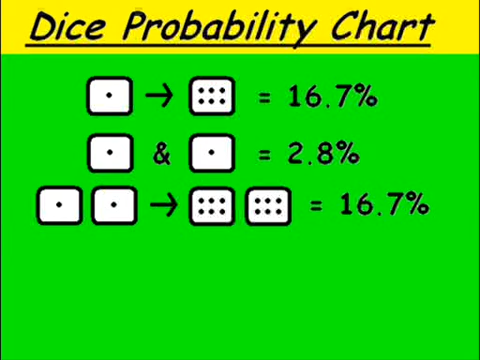 Dice Probability Chart
→ = 16.7%
& = 2.8%
→ = 16.7%